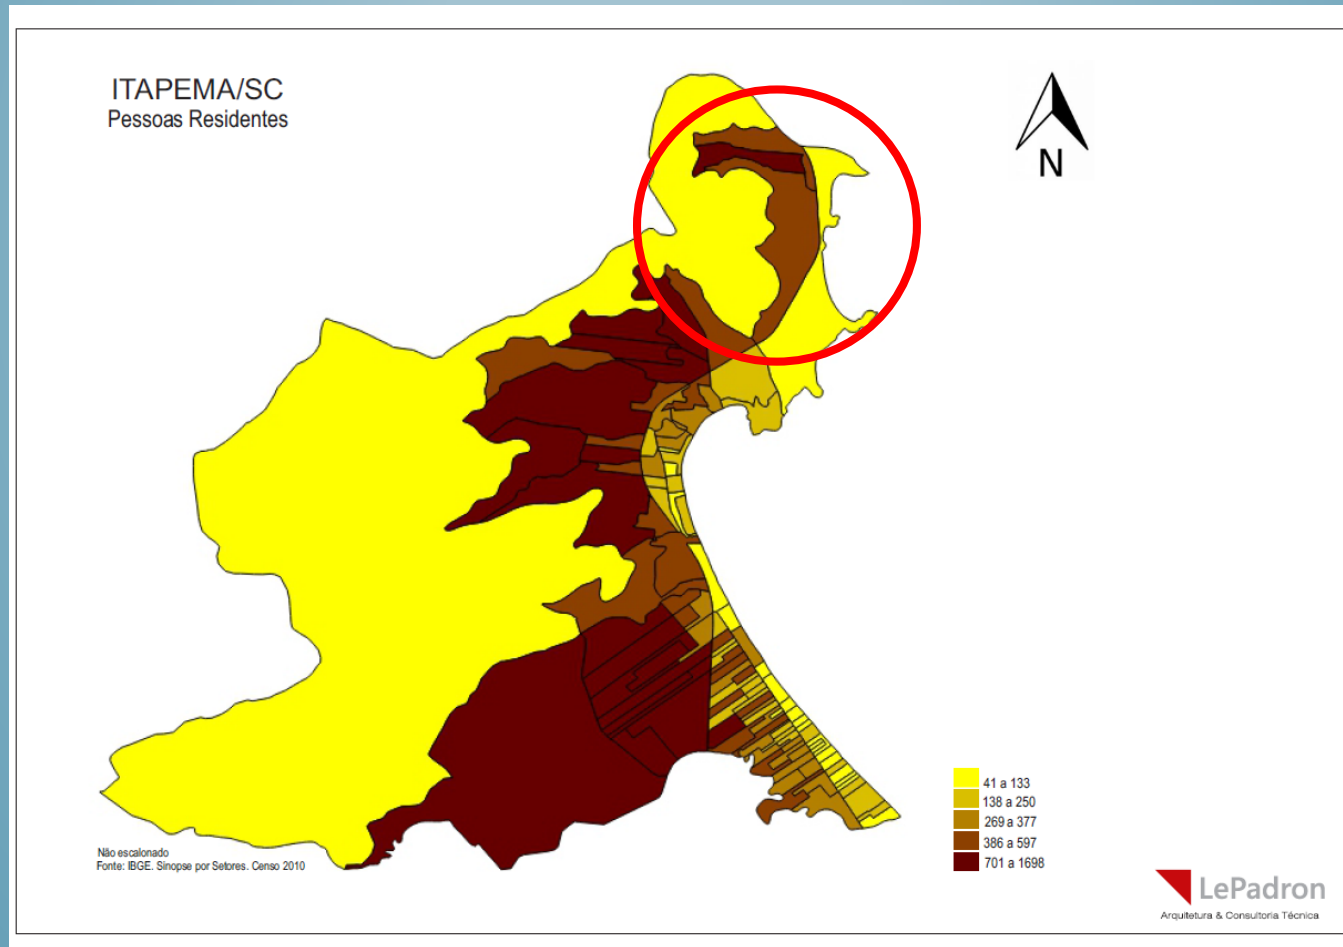 ITAPEMA/SC
Pessoas Residentes
N
41 a 133
138 a 250
269 a 377
386 a 597
701 a 1698
Não escalonado
Fonte: IBGE. Sinopse por Setores. Censo 2010
LePadron
Arquitetura & Consultoria Técnica